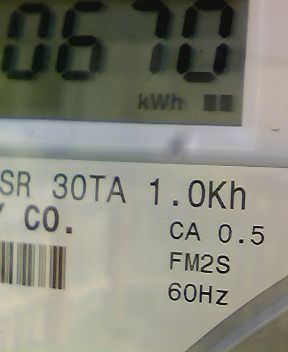 0670
kWh
SR 30TA 1.0Kh
Y CO.
CA 0.5
FM2S
60Hz